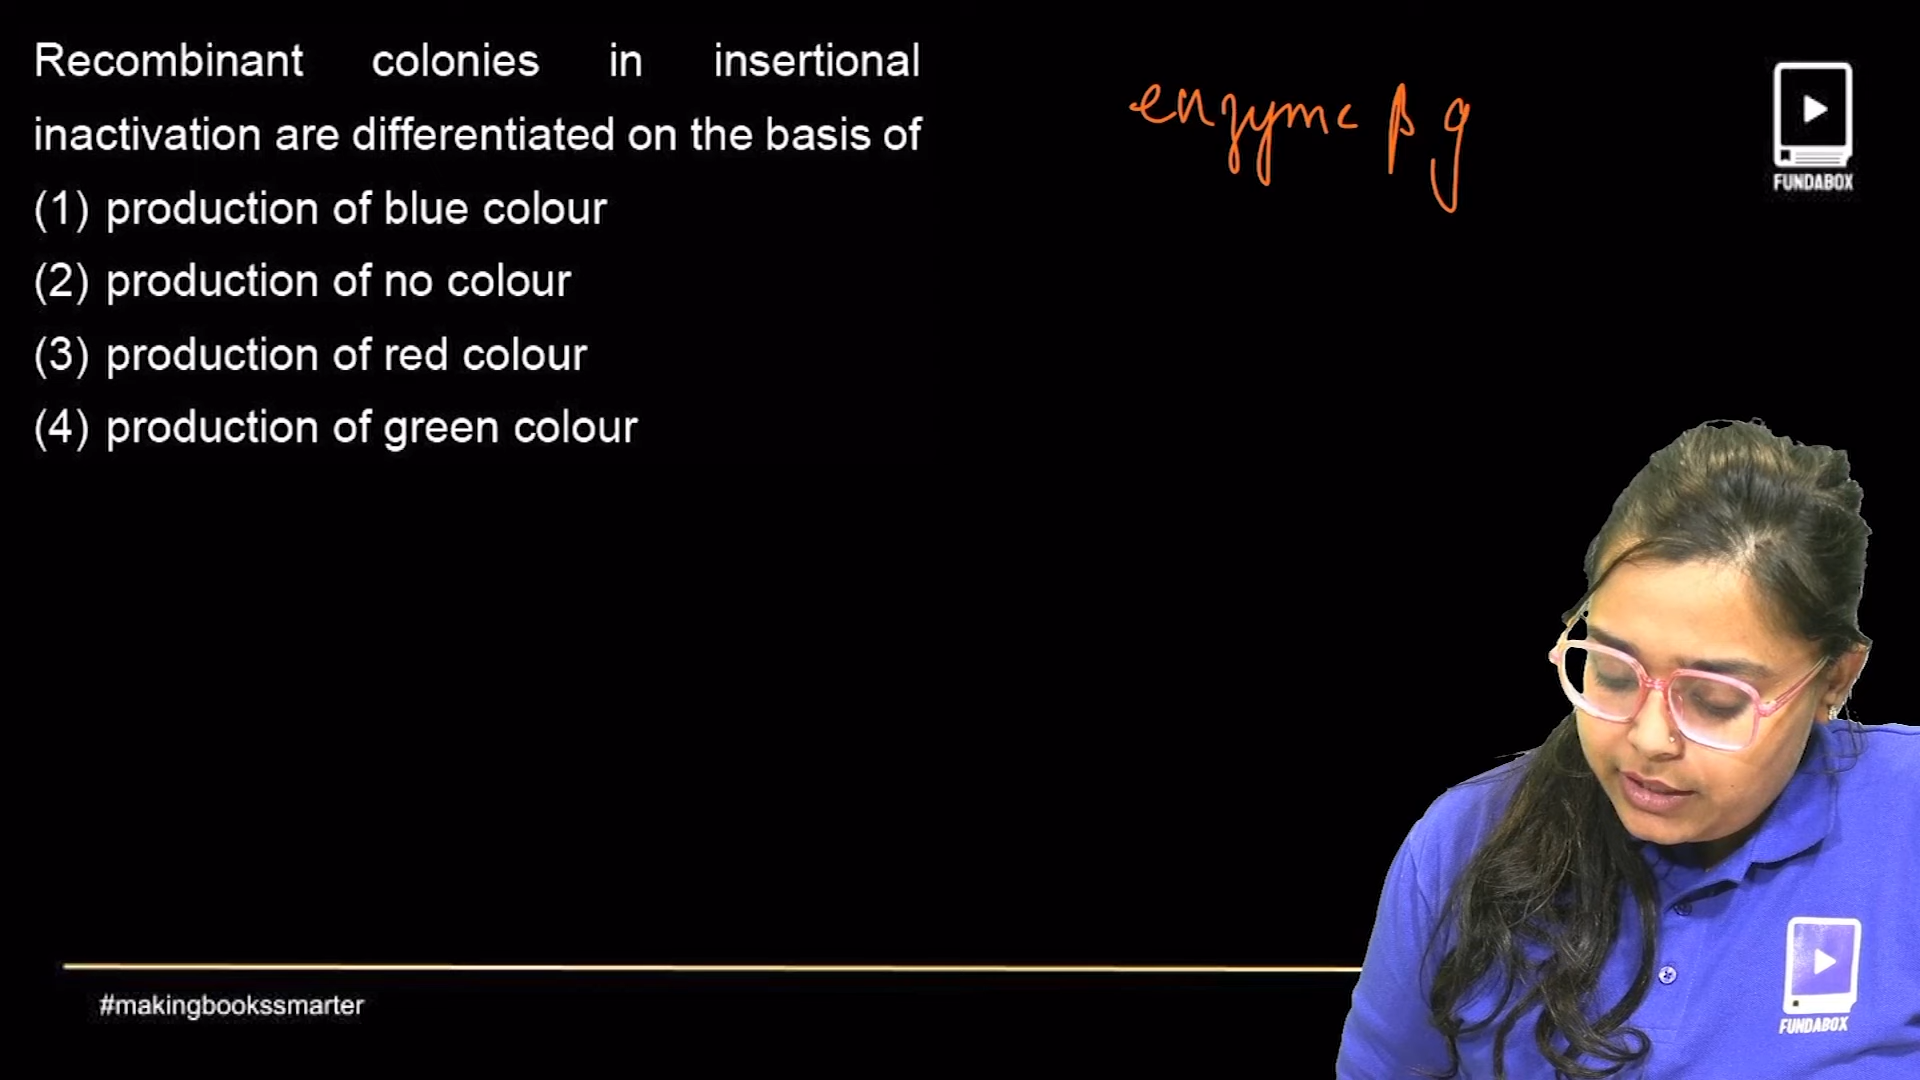 Recombinant colonies in insertional
inactivation are differentiated on the basis of
(1) production of blue colour
(2) production of no colour
(3) production of red colour
(4) production of green colour
enzyme β g
FUNDABOX
#makingbookssmarter
FUNDABOX